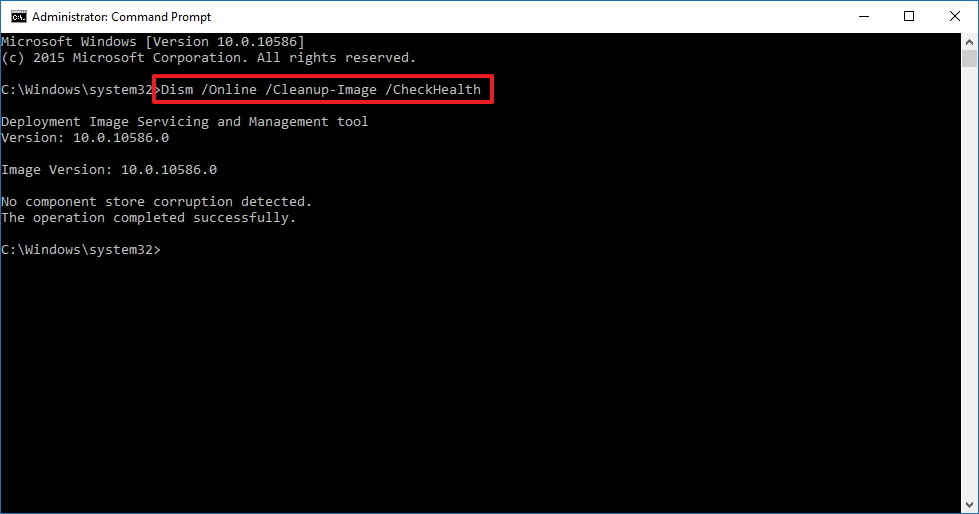 Administrator: Command Prompt
Microsoft Windows [Version 10.0.10586]
(c) 2015 Microsoft Corporation. All rights reserved.
C:\Windows\system32>Dism /Online /Cleanup-Image /CheckHealth
Deployment Image Servicing and Management tool
Version: 10.0.10586.0
Image Version: 10.0.10586.0
No component store corruption detected.
The operation completed successfully.
C:\Windows\system32>